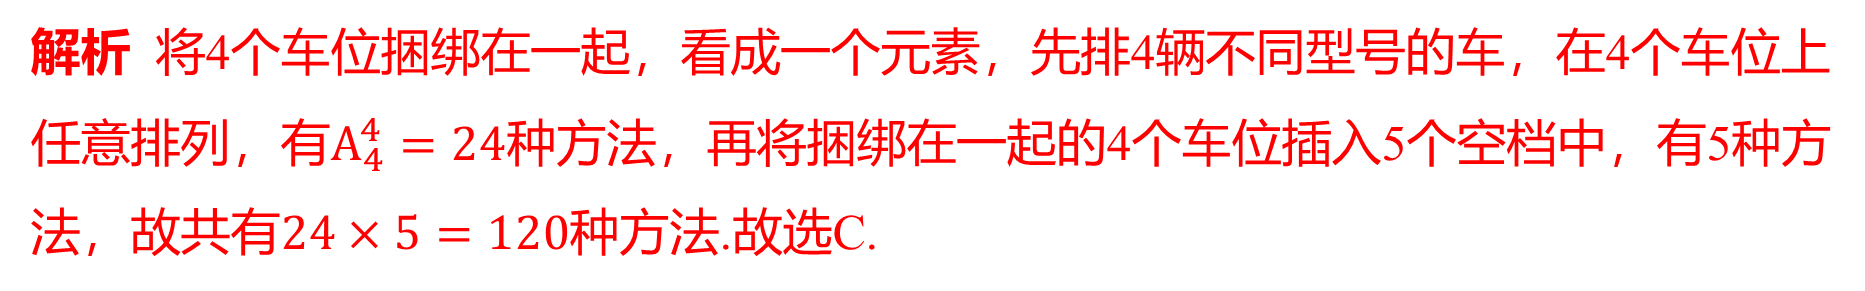 解析 将4个车位捆绑在一起，看成一个元素，先排4辆不同型号的车，在4个车位上
任意排列，有A₄⁴ = 24种方法，再将捆绑在一起的4个车位插入5个空档中，有5种方
法，故共有24 × 5 = 120种方法.故选C.